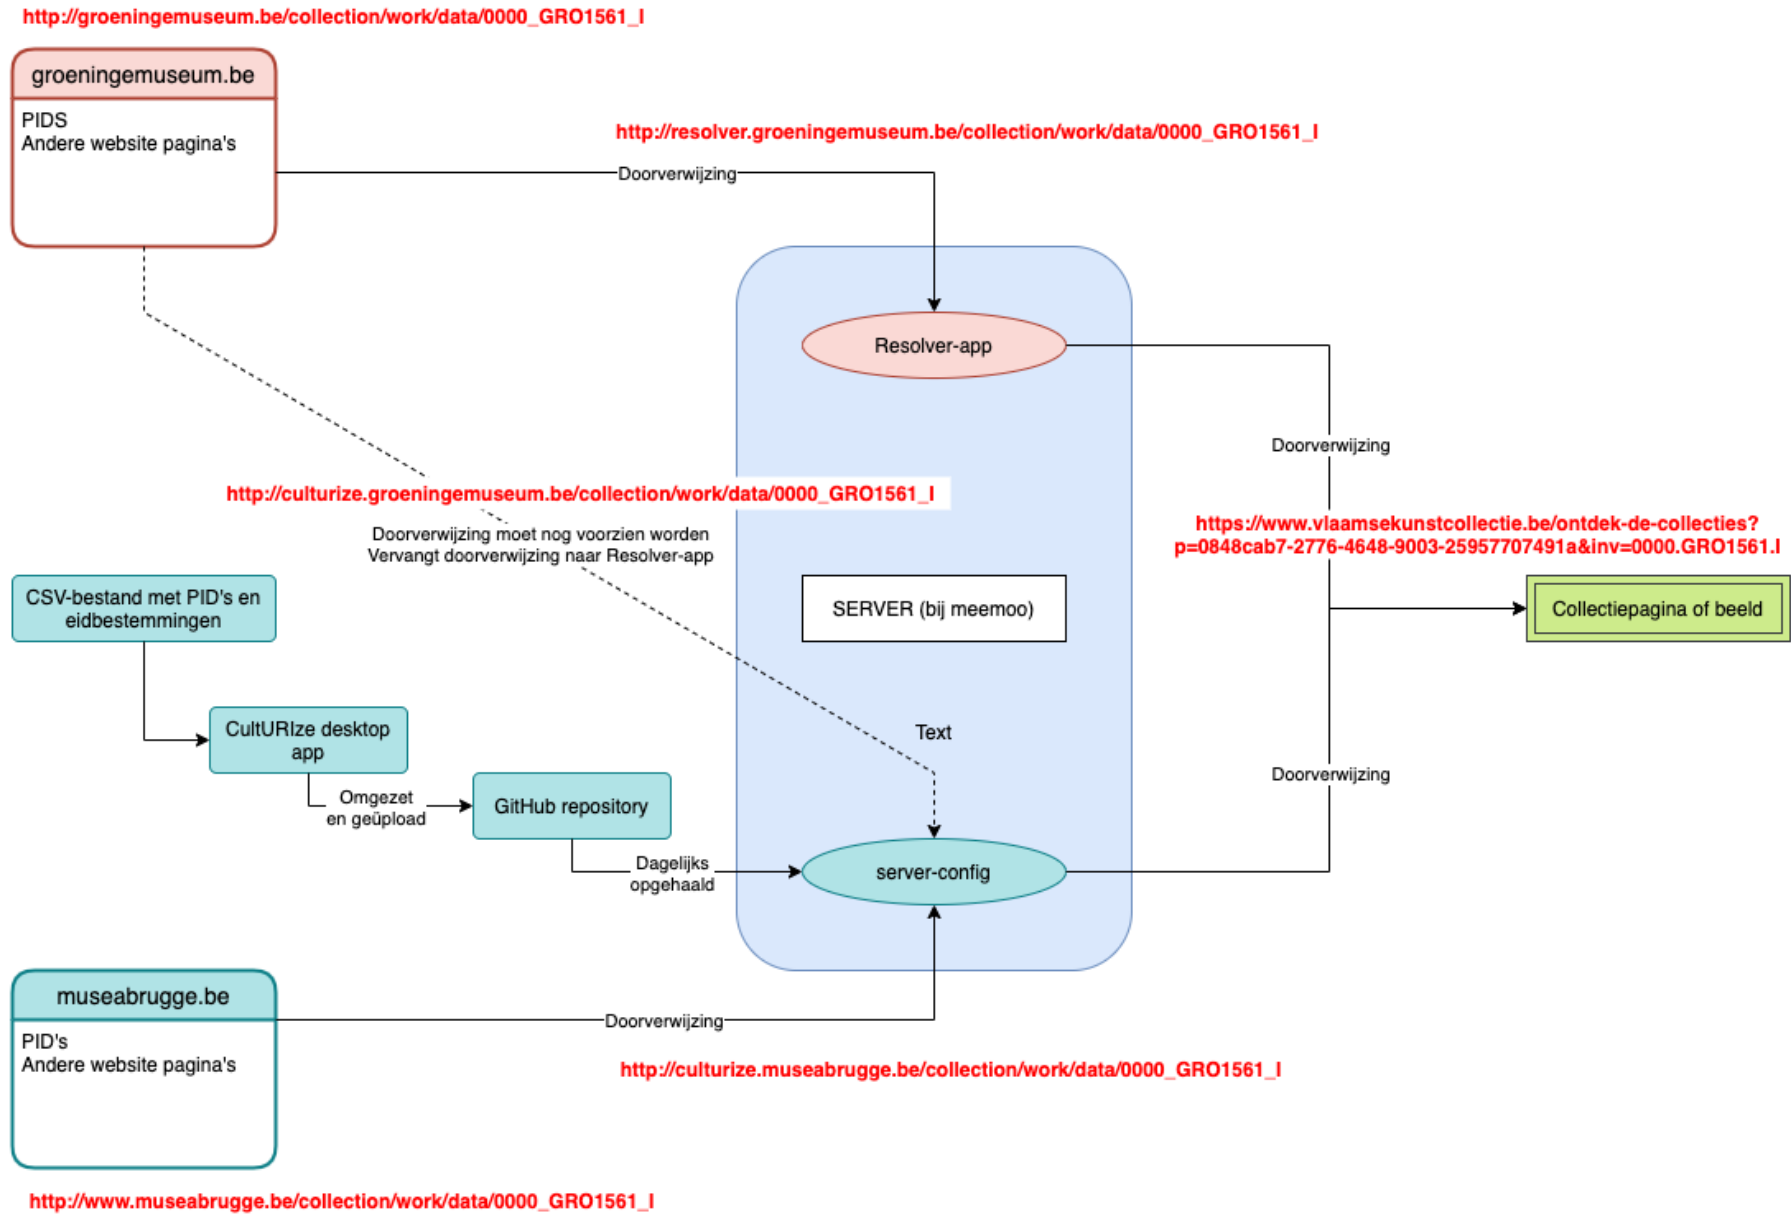 http://groeningemuseum.be/collection/work/data/0000_GRO1561_I
groeningemuseum.be
PIDS
Andere website pagina's
http://resolver.groeningemuseum.be/collection/work/data/0000_GRO1561_I
Doorverwijzing
Resolver-app
Doorverwijzing
http://culturize.groeningemuseum.be/collection/work/data/0000_GRO1561_I
Doorverwijzing moet nog voorzien worden
Vervangt doorverwijzing naar Resolver-app
https://www.vlaamsekunstcollectie.be/ontdek-de-collecties?
p=0848cab7-2776-4648-9003-25957707491a&inv=0000.GRO1561.I
CSV-bestand met PID's en
eidbestemmingen
SERVER (bij meemoo)
Collectiepagina of beeld
CultURIze desktop
app
Text
Doorverwijzing
Omgezet
en geüpload
GitHub repository
Dagelijks
opgehaald
server-config
museabrugge.be
PID's
Andere website pagina's
Doorverwijzing
http://culturize.museabrugge.be/collection/work/data/0000_GRO1561_I
http://www.museabrugge.be/collection/work/data/0000_GRO1561_I